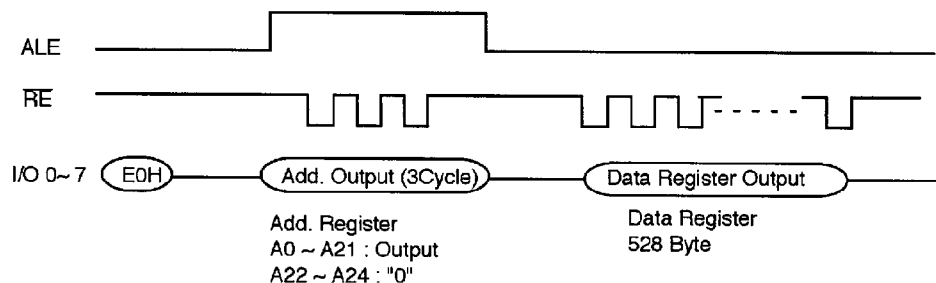 ALE
RE
I/O 0~7 E0H Add. Output (3Cycle) Data Register Output
Add. Register
A0 ~ A21 : Output
A22 ~ A24 : "0"
Data Register
528 Byte